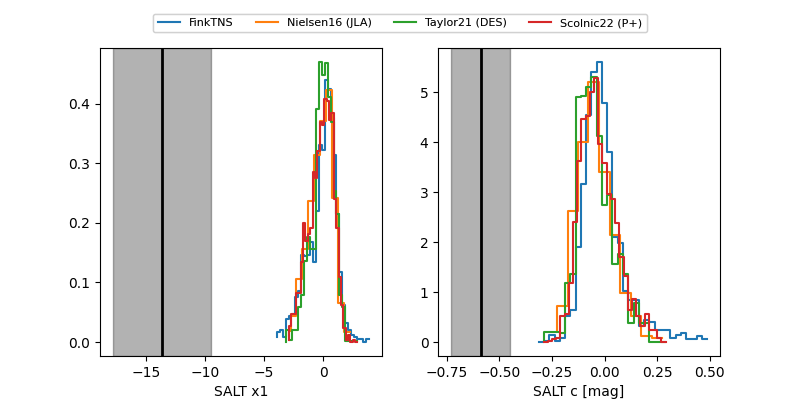 FinkTNS Nielsen16 (JLA) Taylor21 (DES) Scolnic22 (P+)
0.4
0.3
0.2
0.1
0.0
−15 −10 −5 0
SALT x1
5
4
3
2
1
0
−0.75 −0.50 −0.25 0.00 0.25 0.50
SALT c [mag]